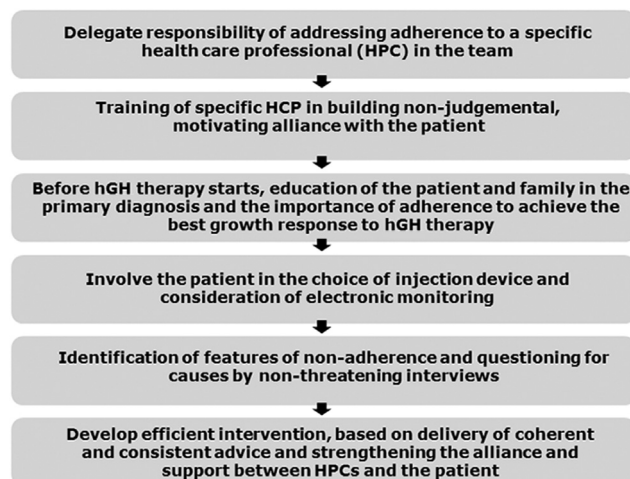 Delegate responsibility of addressing adherence to a specific
health care professional (HPC) in the team
Training of specific HCP in building non-judgemental,
motivating alliance with the patient
Before hGH therapy starts, education of the patient and family in the
primary diagnosis and the importance of adherence to achieve the
best growth response to hGH therapy
Involve the patient in the choice of injection device and
consideration of electronic monitoring
Identification of features of non-adherence and questioning for
causes by non-threatening interviews
Develop efficient intervention, based on delivery of coherent
and consistent advice and strengthening the alliance and
support between HPCs and the patient